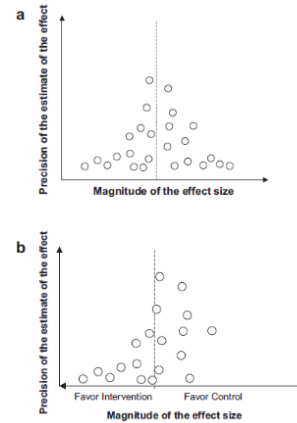 a
Precision of the estimate of the effect
Magnitude of the effect size
b
Precision of the estimate of the effect
Favor Intervention
Favor Control
Magnitude of the effect size